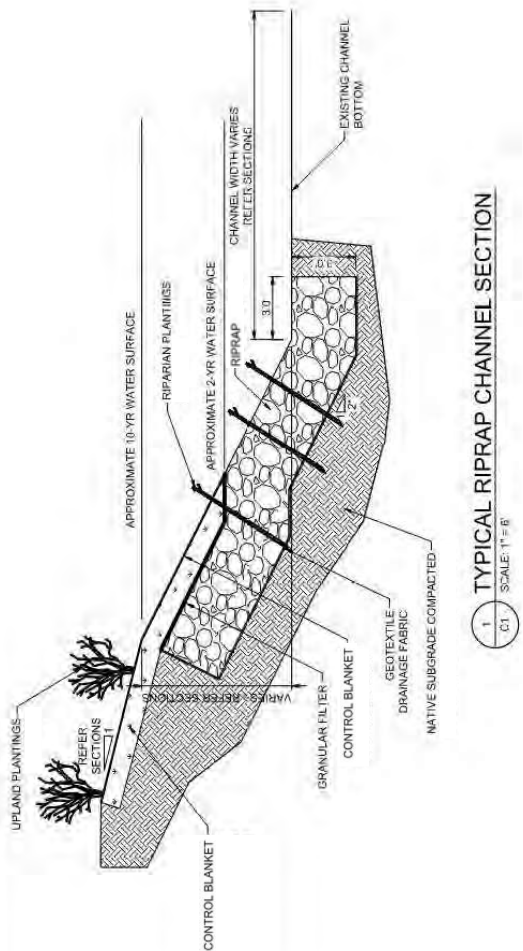 UPLAND PLANTINGS
APPROXIMATE 10-YR WATER SURFACE
RIPARIAN PLANTINGS
APPROXIMATE 2-YR WATER SURFACE
RIPRAP
CHANNEL WIDTH VARIES
REFER SECTIONS
3.0
3.0'
EXISTING CHANNEL
BOTTOM
REFER
SECTIONS
1
VARIES - REFER SECTIONS
2"
CONTROL BLANKET
GRANULAR FILTER
CONTROL BLANKET
GEOTEXTILE
DRAINAGE FABRIC
NATIVE SUBGRADE COMPACTED
1
C1
TYPICAL RIPRAP CHANNEL SECTION
SCALE: 1" = 6'